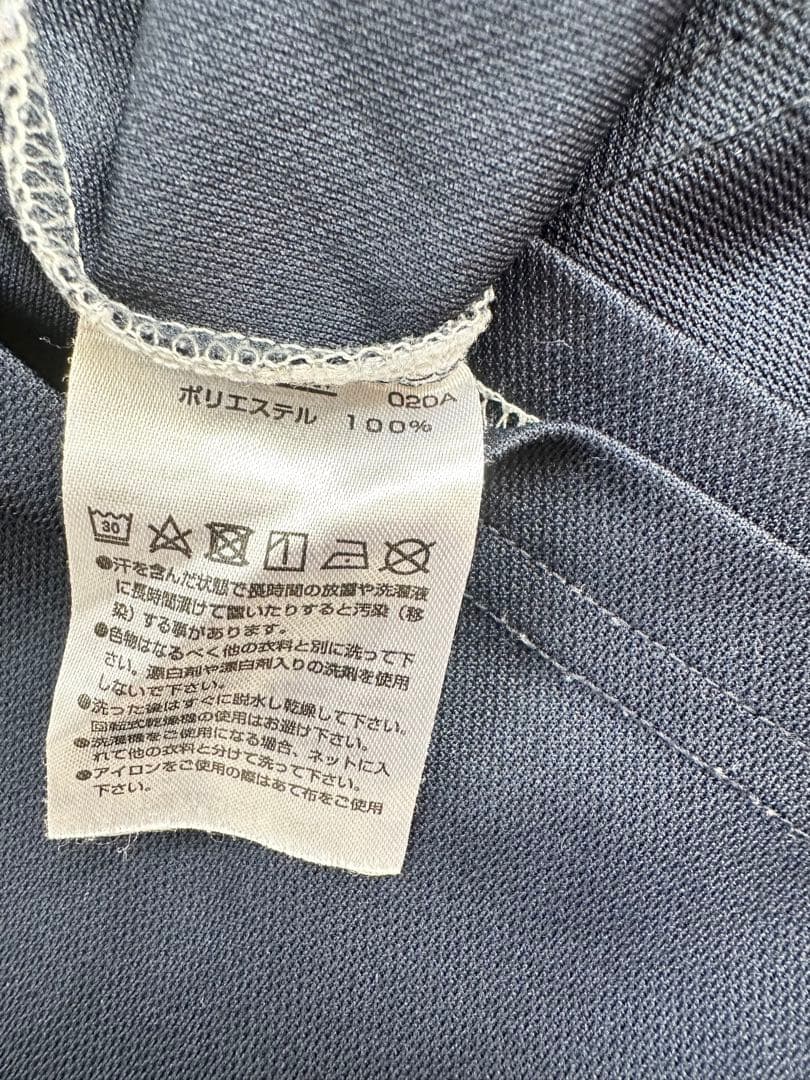 020A
ポリエステル 100%
30
●汗を含んだ状態で長時間の放置や洗濯液
に長時間漬けて置いたりすると汚染（移
染）する事があります。
●色物はなるべく他の衣料と別に洗って下
さい。漂白剤や漂白剤入りの洗剤を使用
しないで下さい。
●洗った後はすぐに脱水し乾燥して下さい。
回転式乾燥機の使用はお避け下さい。
●洗濯機をご使用になる場合、ネットに入
れて他の衣料と分けて洗って下さい。
●アイロンをご使用の際はあて布をご使用
下さい。